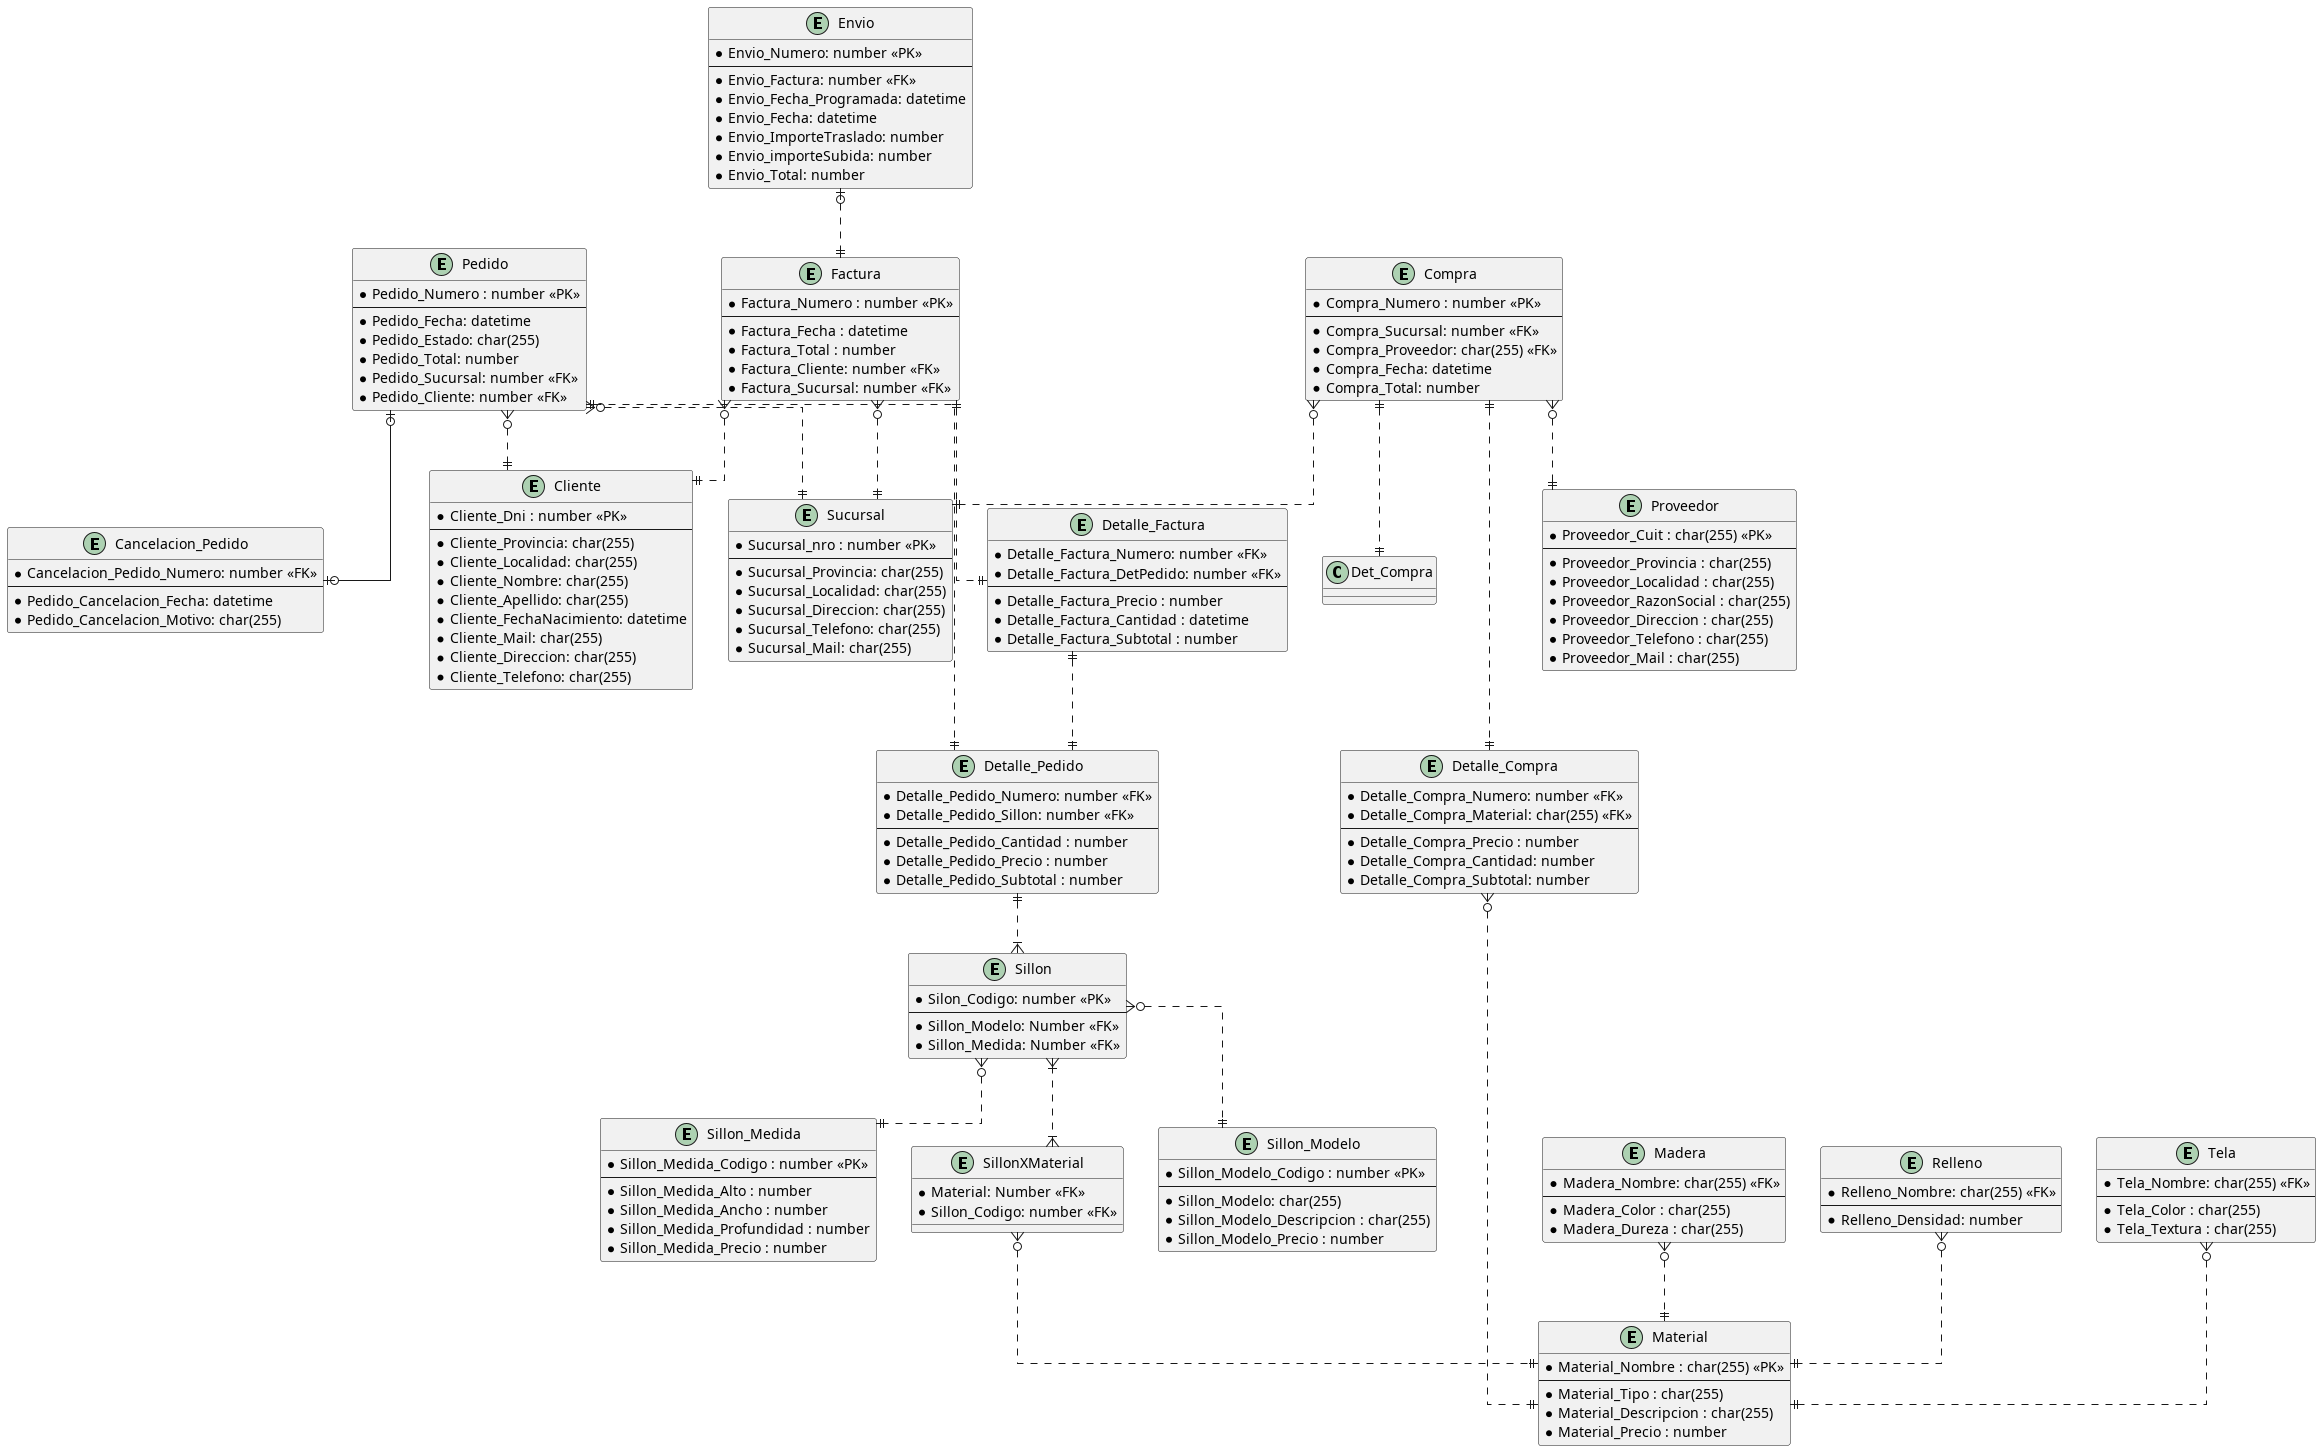 E Envio
Envio_Numero: number «PK»
Envio_Factura: number «FK»
Envio_Fecha_Programada: datetime
Envio_Fecha: datetime
Envio_ImporteTraslado: number
Envio_importeSubida: number
Envio_Total: number
E Pedido
Pedido_Numero : number «PK»
Pedido_Fecha: datetime
Pedido_Estado: char(255)
Pedido_Total: number
Pedido_Sucursal: number «FK»
Pedido_Cliente: number «FK»
E Factura
Factura_Numero : number «PK»
Factura_Fecha : datetime
Factura_Total : number
Factura_Cliente: number «FK»
Factura_Sucursal: number «FK»
E Compra
Compra_Numero : number «PK»
Compra_Sucursal: number «FK»
Compra_Proveedor: char(255) «FK»
Compra_Fecha: datetime
Compra_Total: number
E Cancelacion_Pedido
Cancelacion_Pedido_Numero: number «FK»
Pedido_Cancelacion_Fecha: datetime
Pedido_Cancelacion_Motivo: char(255)
E Cliente
Cliente_Dni : number «PK»
Cliente_Provincia: char(255)
Cliente_Localidad: char(255)
Cliente_Nombre: char(255)
Cliente_Apellido: char(255)
Cliente_FechaNacimiento: datetime
Cliente_Mail: char(255)
Cliente_Direccion: char(255)
Cliente_Telefono: char(255)
E Sucursal
Sucursal_nro : number «PK»
Sucursal_Provincia: char(255)
Sucursal_Localidad: char(255)
Sucursal_Direccion: char(255)
Sucursal_Telefono: char(255)
Sucursal_Mail: char(255)
E Detalle_Factura
Detalle_Factura_Numero: number «FK»
Detalle_Factura_DetPedido: number «FK»
Detalle_Factura_Precio : number
Detalle_Factura_Cantidad : datetime
Detalle_Factura_Subtotal : number
C Det_Compra
E Proveedor
Proveedor_Cuit : char(255) «PK»
Proveedor_Provincia : char(255)
Proveedor_Localidad : char(255)
Proveedor_RazonSocial : char(255)
Proveedor_Direccion : char(255)
Proveedor_Telefono : char(255)
Proveedor_Mail : char(255)
E Detalle_Pedido
Detalle_Pedido_Numero: number «FK»
Detalle_Pedido_Sillon: number «FK»
Detalle_Pedido_Cantidad : number
Detalle_Pedido_Precio : number
Detalle_Pedido_Subtotal : number
E Detalle_Compra
Detalle_Compra_Numero: number «FK»
Detalle_Compra_Material: char(255) «FK»
Detalle_Compra_Precio : number
Detalle_Compra_Cantidad: number
Detalle_Compra_Subtotal: number
E Sillon
Silon_Codigo: number «PK»
Sillon_Modelo: Number «FK»
Sillon_Medida: Number «FK»
E Sillon_Medida
Sillon_Medida_Codigo : number «PK»
Sillon_Medida_Alto : number
Sillon_Medida_Ancho : number
Sillon_Medida_Profundidad : number
Sillon_Medida_Precio : number
E SillonXMaterial
Material: Number «FK»
Sillon_Codigo: number «FK»
E Sillon_Modelo
Sillon_Modelo_Codigo : number «PK»
Sillon_Modelo: char(255)
Sillon_Modelo_Descripcion : char(255)
Sillon_Modelo_Precio : number
E Madera
Madera_Nombre: char(255) «FK»
Madera_Color : char(255)
Madera_Dureza : char(255)
E Relleno
Relleno_Nombre: char(255) «FK»
Relleno_Densidad: number
E Tela
Tela_Nombre: char(255) «FK»
Tela_Color : char(255)
Tela_Textura : char(255)
E Material
Material_Nombre : char(255) «PK»
Material_Tipo : char(255)
Material_Descripcion : char(255)
Material_Precio : number